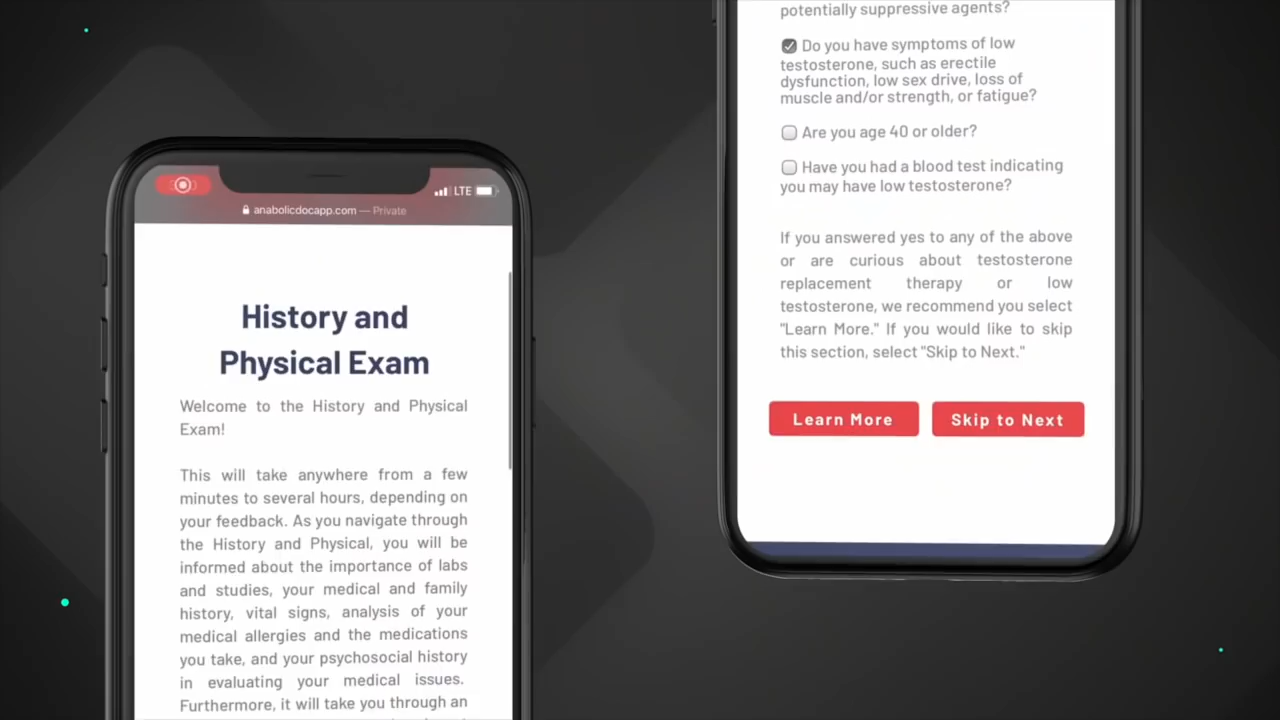 LTE
anabolicdocapp.com — Private
History and
Physical Exam
Welcome to the History and Physical
Exam!
This will take anywhere from a few
minutes to several hours, depending on
your feedback. As you navigate through
the History and Physical, you will be
informed about the importance of labs
and studies, your medical and family
history, vital signs, analysis of your
medical allergies and the medications
you take, and your psychosocial history
in evaluating your medical issues.
Furthermore, it will take you through an
potentially suppressive agents?
Do you have symptoms of low
testosterone, such as erectile
dysfunction, low sex drive, loss of
muscle and/or strength, or fatigue?
Are you age 40 or older?
Have you had a blood test indicating
you may have low testosterone?
If you answered yes to any of the above
or are curious about testosterone
replacement therapy or low
testosterone, we recommend you select
"Learn More." If you would like to skip
this section, select "Skip to Next."
Learn More
Skip to Next